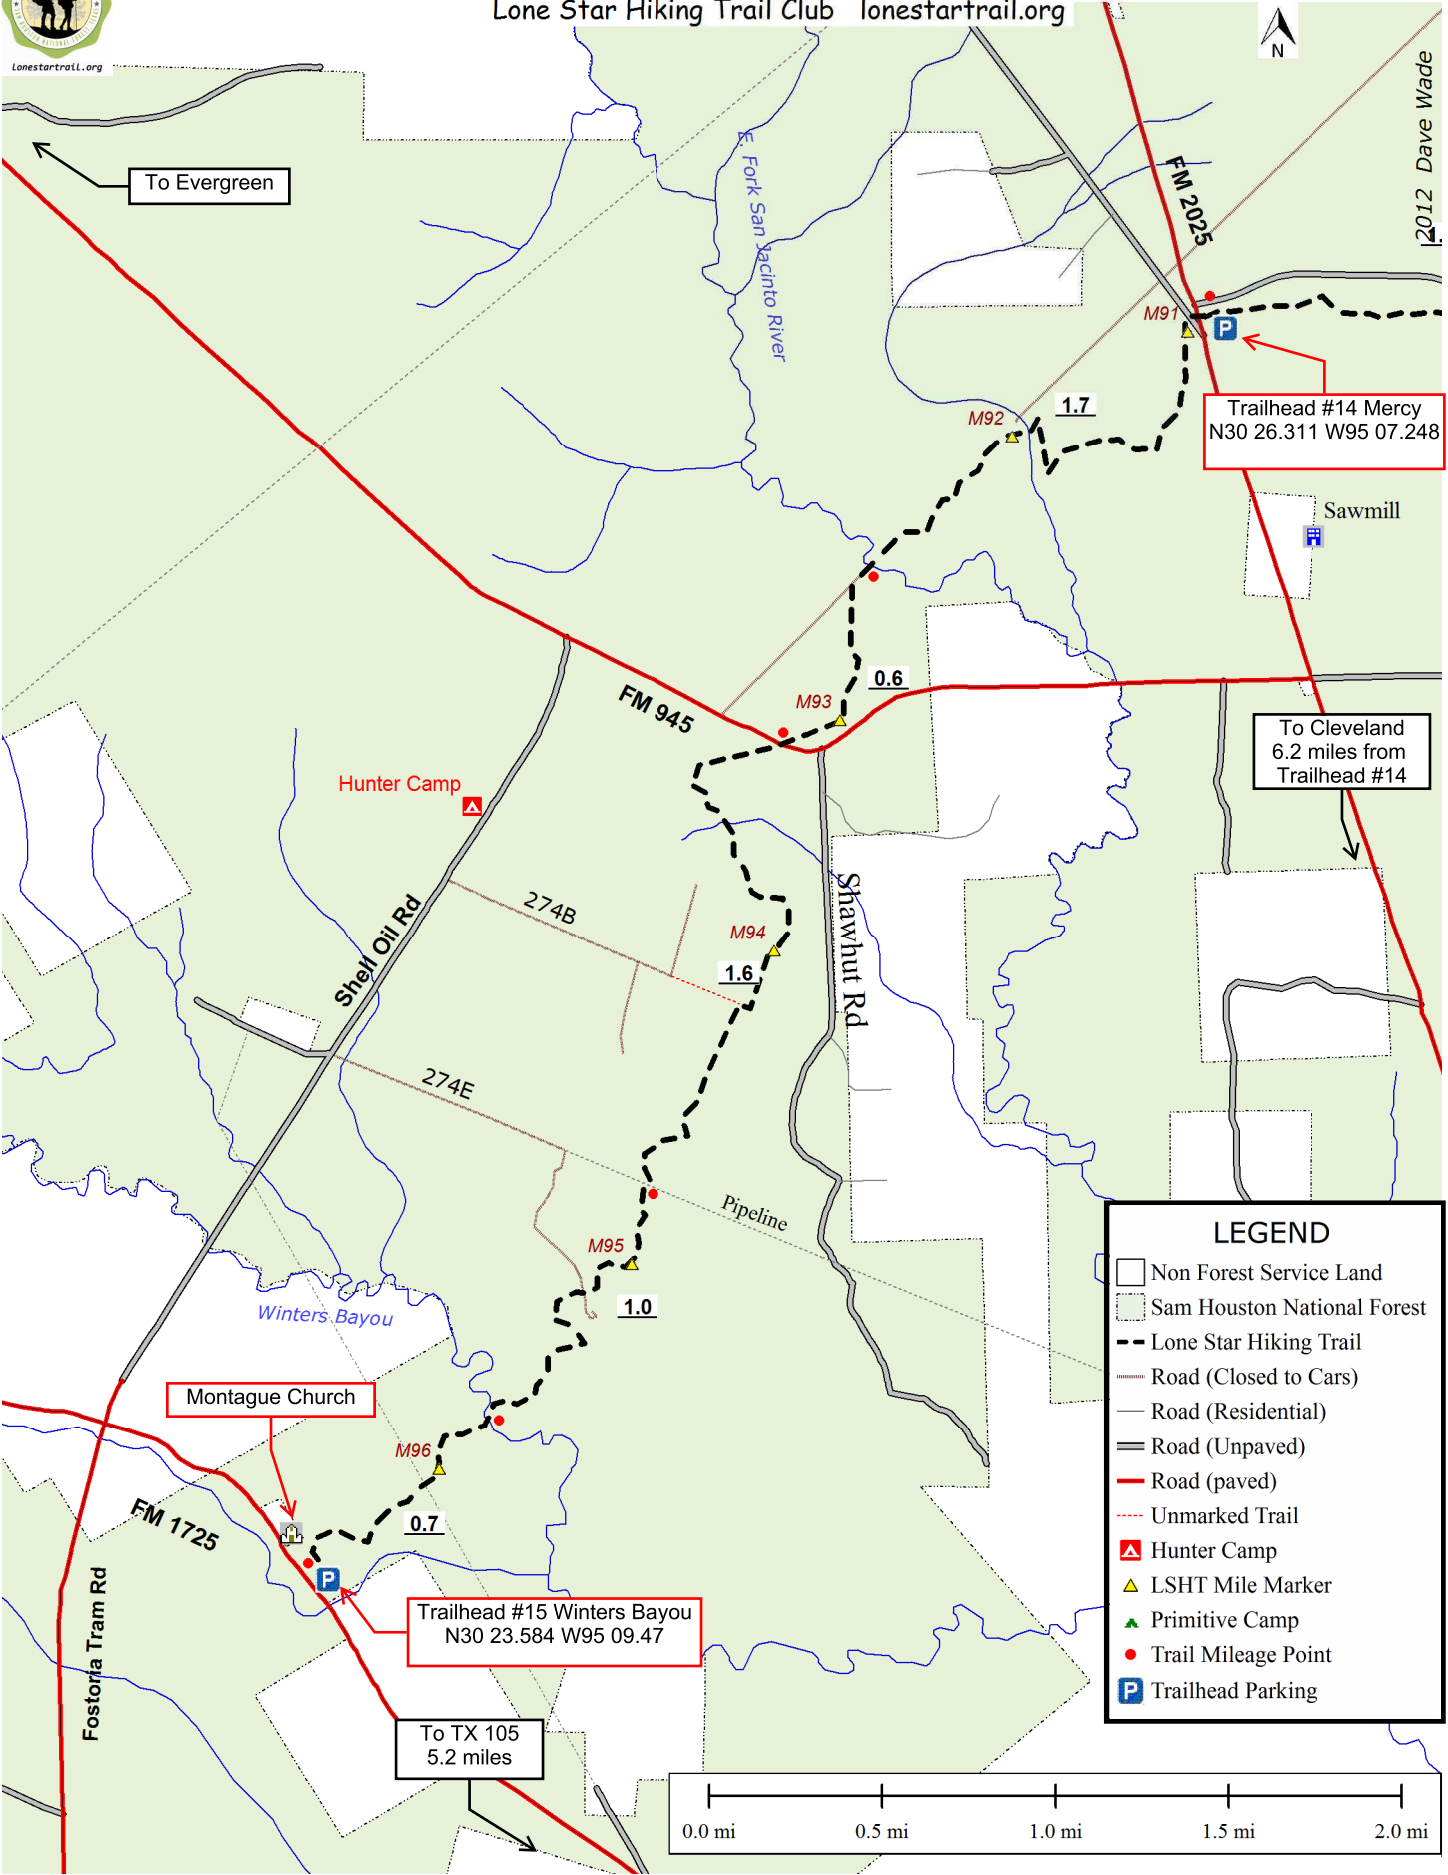 Lone Star Hiking Trail Club lonestartrail.org
lonestartrail.org
N
2012 Dave Wade
To Evergreen
E. Fork San Jacinto River
FM 2025
M91
P
Trailhead #14 Mercy
N30 26.311 W95 07.248
1.7
M92
Sawmill
FM 945
0.6
M93
To Cleveland
6.2 miles from
Trailhead #14
Hunter Camp
Shell Oil Rd
274B
M94
1.6
Shawhut Rd
274E
Pipeline
M95
1.0
Winters Bayou
Montague Church
M96
0.7
FM 1725
P
Fostoria Tram Rd
Trailhead #15 Winters Bayou
N30 23.584 W95 09.47
To TX 105
5.2 miles
LEGEND
Non Forest Service Land
Sam Houston National Forest
Lone Star Hiking Trail
Road (Closed to Cars)
Road (Residential)
Road (Unpaved)
Road (paved)
Unmarked Trail
Hunter Camp
LSHT Mile Marker
Primitive Camp
Trail Mileage Point
P Trailhead Parking
0.0 mi 0.5 mi 1.0 mi 1.5 mi 2.0 mi